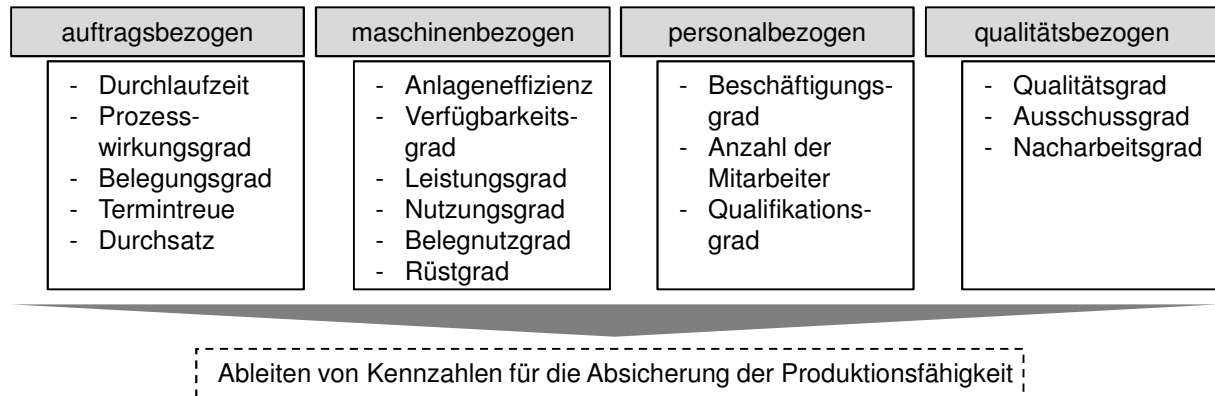 auftragsbezogen
- Durchlaufzeit
- Prozess-
wirkungsgrad
- Belegungsgrad
- Termintreue
- Durchsatz
maschinenbezogen
- Anlageneffizienz
- Verfügbarkeits-
grad
- Leistungsgrad
- Nutzungsgrad
- Belegnutzgrad
- Rüstgrad
personalbezogen
- Beschäftigungs-
grad
- Anzahl der
Mitarbeiter
- Qualifikations-
grad
qualitätsbezogen
- Qualitätsgrad
- Ausschussgrad
- Nacharbeitsgrad
Ableiten von Kennzahlen für die Absicherung der Produktionsfähigkeit